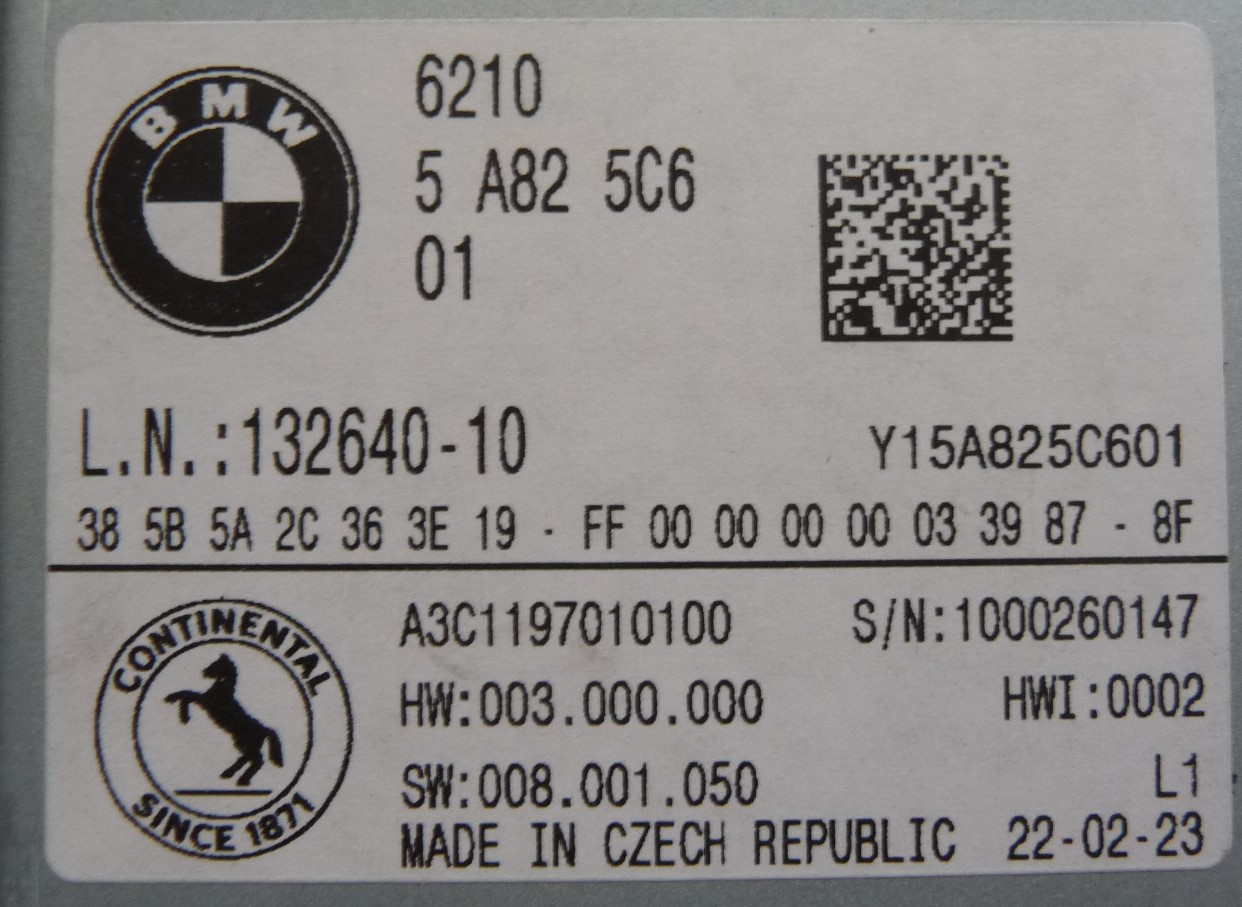 BMW
6210
5 A82 5C6
01
L.N.:132640-10
Y15A825C601
38 5B 5A 2C 36 3E 19 - FF 00 00 00 00 03 39 87 - 8F
CONTINENTAL
SINCE 1871
A3C1197010100
S/N:1000260147
HW:003.000.000
HWI:0002
SW:008.001.050
L1
MADE IN CZECH REPUBLIC
22-02-23